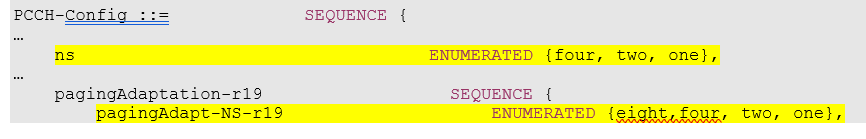 PCCH-Config ::= SEQUENCE {
…
ns ENUMERATED {four, two, one},
…
pagingAdaptation-r19 SEQUENCE {
pagingAdapt-NS-r19 ENUMERATED {eight,four, two, one},